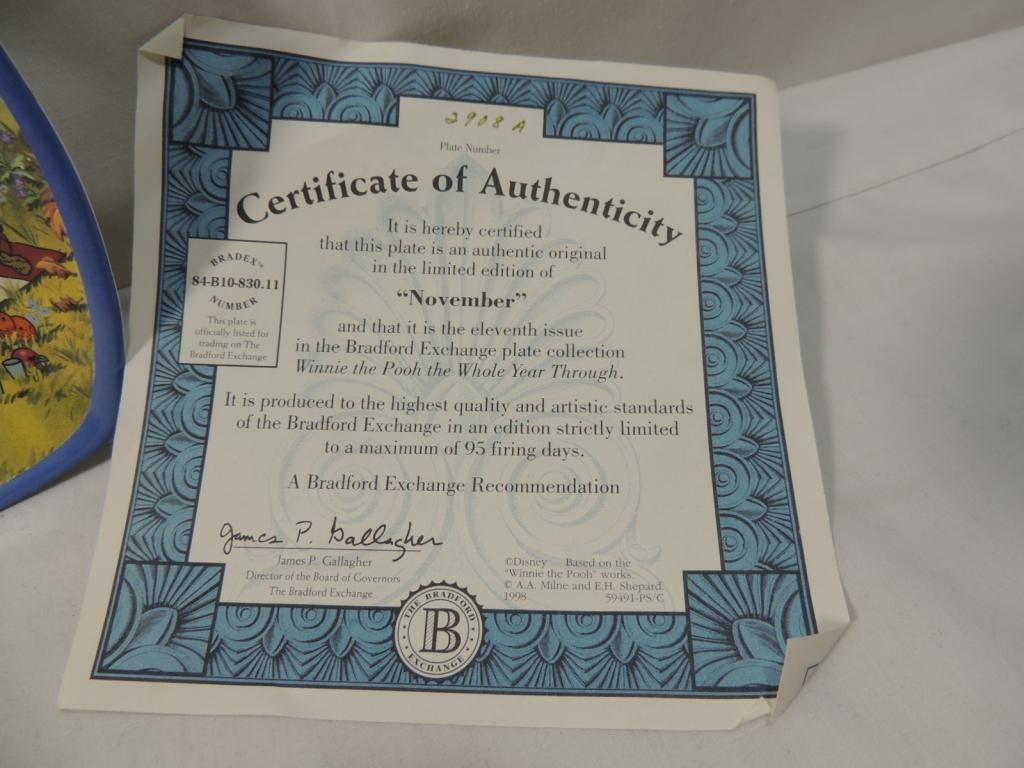 2908 A
Plate Number
Certificate of Authenticity
It is hereby certified
that this plate is an authentic original
in the limited edition of
"November"
and that it is the eleventh issue
in the Bradford Exchange plate collection
Winnie the Pooh the Whole Year Through.
It is produced to the highest quality and artistic standards
of the Bradford Exchange in an edition strictly limited
to a maximum of 95 firing days.
A Bradford Exchange Recommendation
BRADEX™
84-B10-830.11
NUMBER
This plate is
officially listed for
trading on The
Bradford Exchange
James P. Gallagher
James P. Gallagher
Director of the Board of Governors
The Bradford Exchange
©Disney Based on the
"Winnie the Pooh" works.
© A.A. Milne and E.H. Shepard.
1998 59491-PS/C
THE BRADFORD
B
EXCHANGE